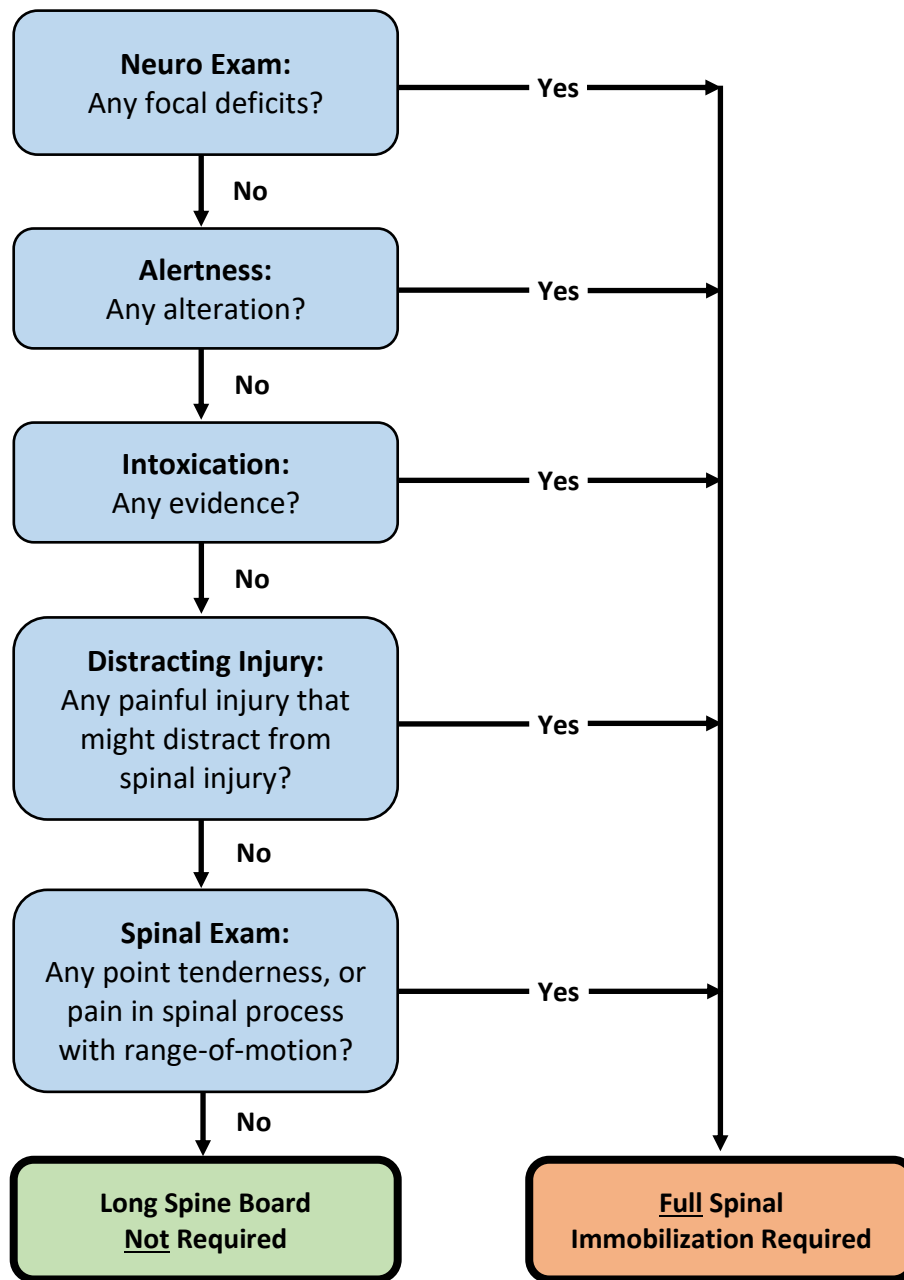 Neuro Exam:
Any focal deficits?
Yes
No
Alertness:
Any alteration?
Yes
No
Intoxication:
Any evidence?
Yes
No
Distracting Injury:
Any painful injury that
might distract from
spinal injury?
Yes
No
Spinal Exam:
Any point tenderness, or
pain in spinal process
with range-of-motion?
Yes
No
Long Spine Board
Not Required
Full Spinal
Immobilization Required